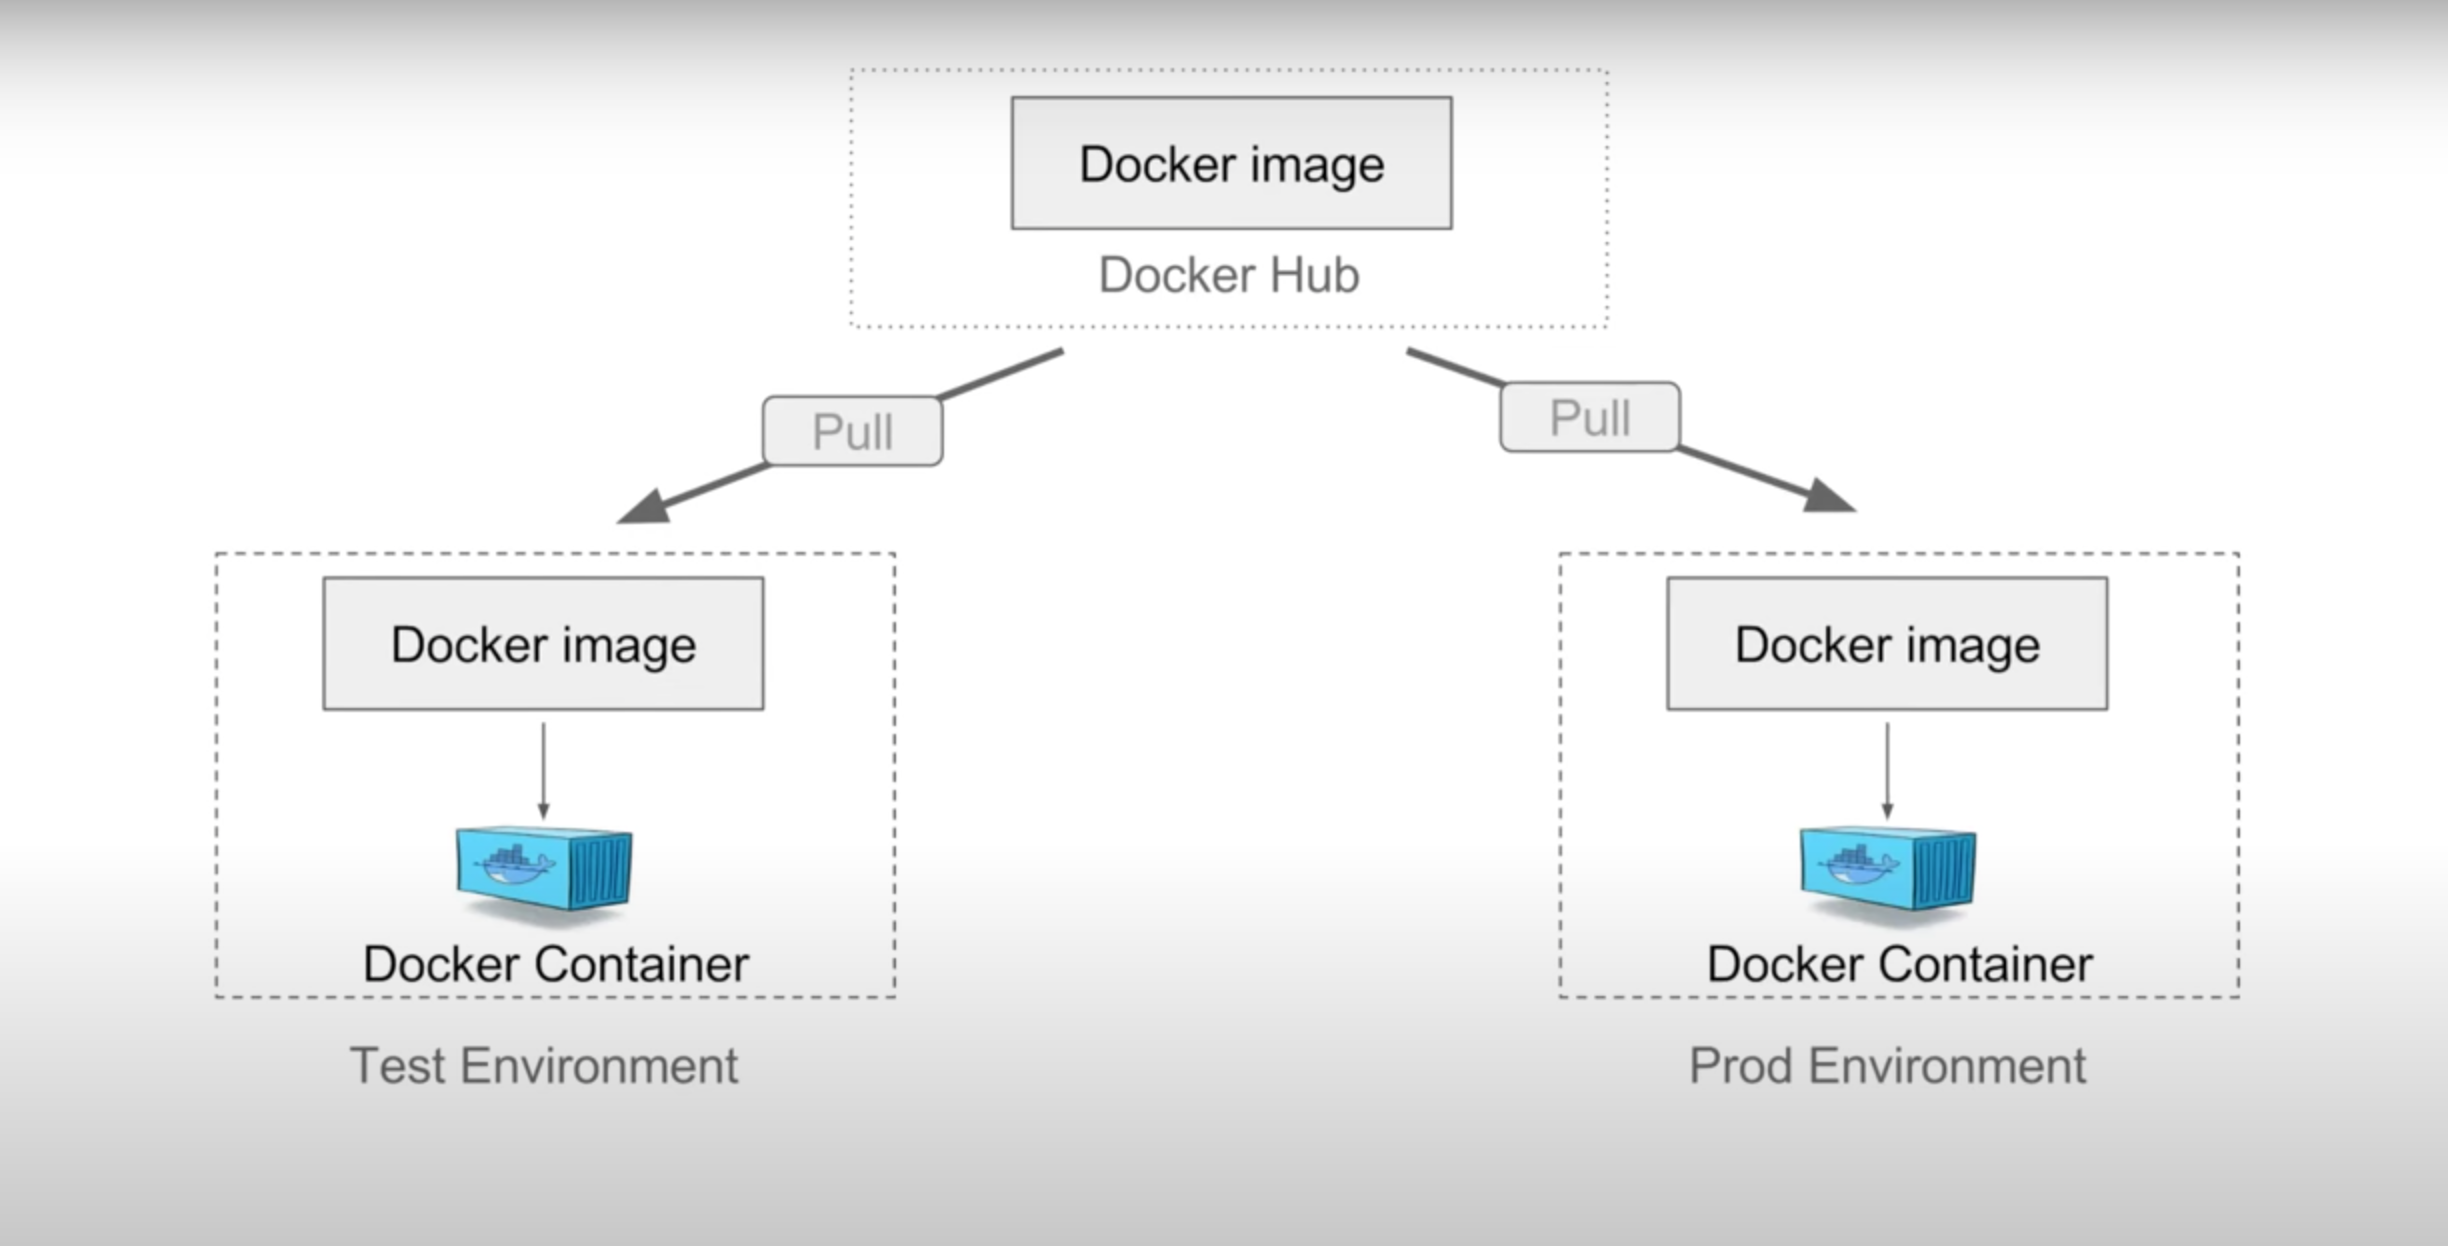 Docker image
Docker Hub
Pull
Pull
Docker image
Docker Container
Test Environment
Docker image
Docker Container
Prod Environment